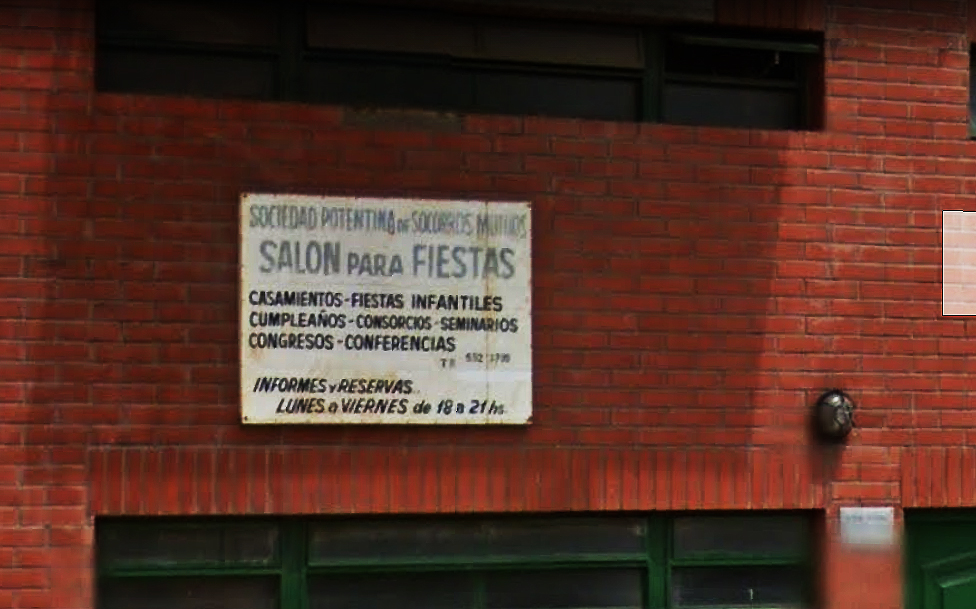 SOCIEDAD POTENTINA DE SOCORROS MUTUOS
SALON PARA FIESTAS
CASAMIENTOS - FIESTAS INFANTILES
CUMPLEAÑOS - CONSORCIOS - SEMINARIOS
CONGRESOS - CONFERENCIAS
INFORMES y RESERVAS..
LUNES a VIERNES de 18 a 21 hs.